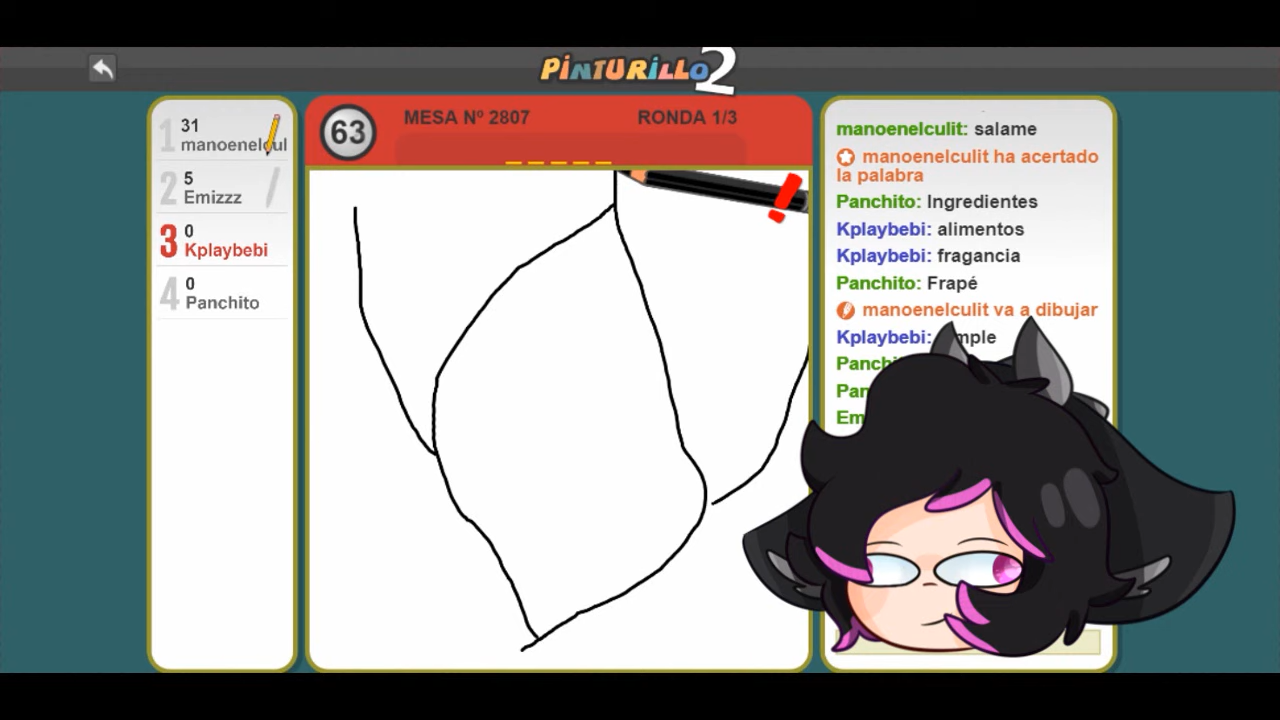 PINTURILLO 2
31
1 manoenelcul
5
2 Emizzz
0
3 Kplaybebi
0
4 Panchito
63
MESA Nº 2807
RONDA 1/3
manoenelculit: salame
manoenelculit ha acertado
la palabra
Panchito: Ingredientes
Kplaybebi: alimentos
Kplaybebi: fragancia
Panchito: Frapé
manoenelculit va a dibujar
Kplaybebi: